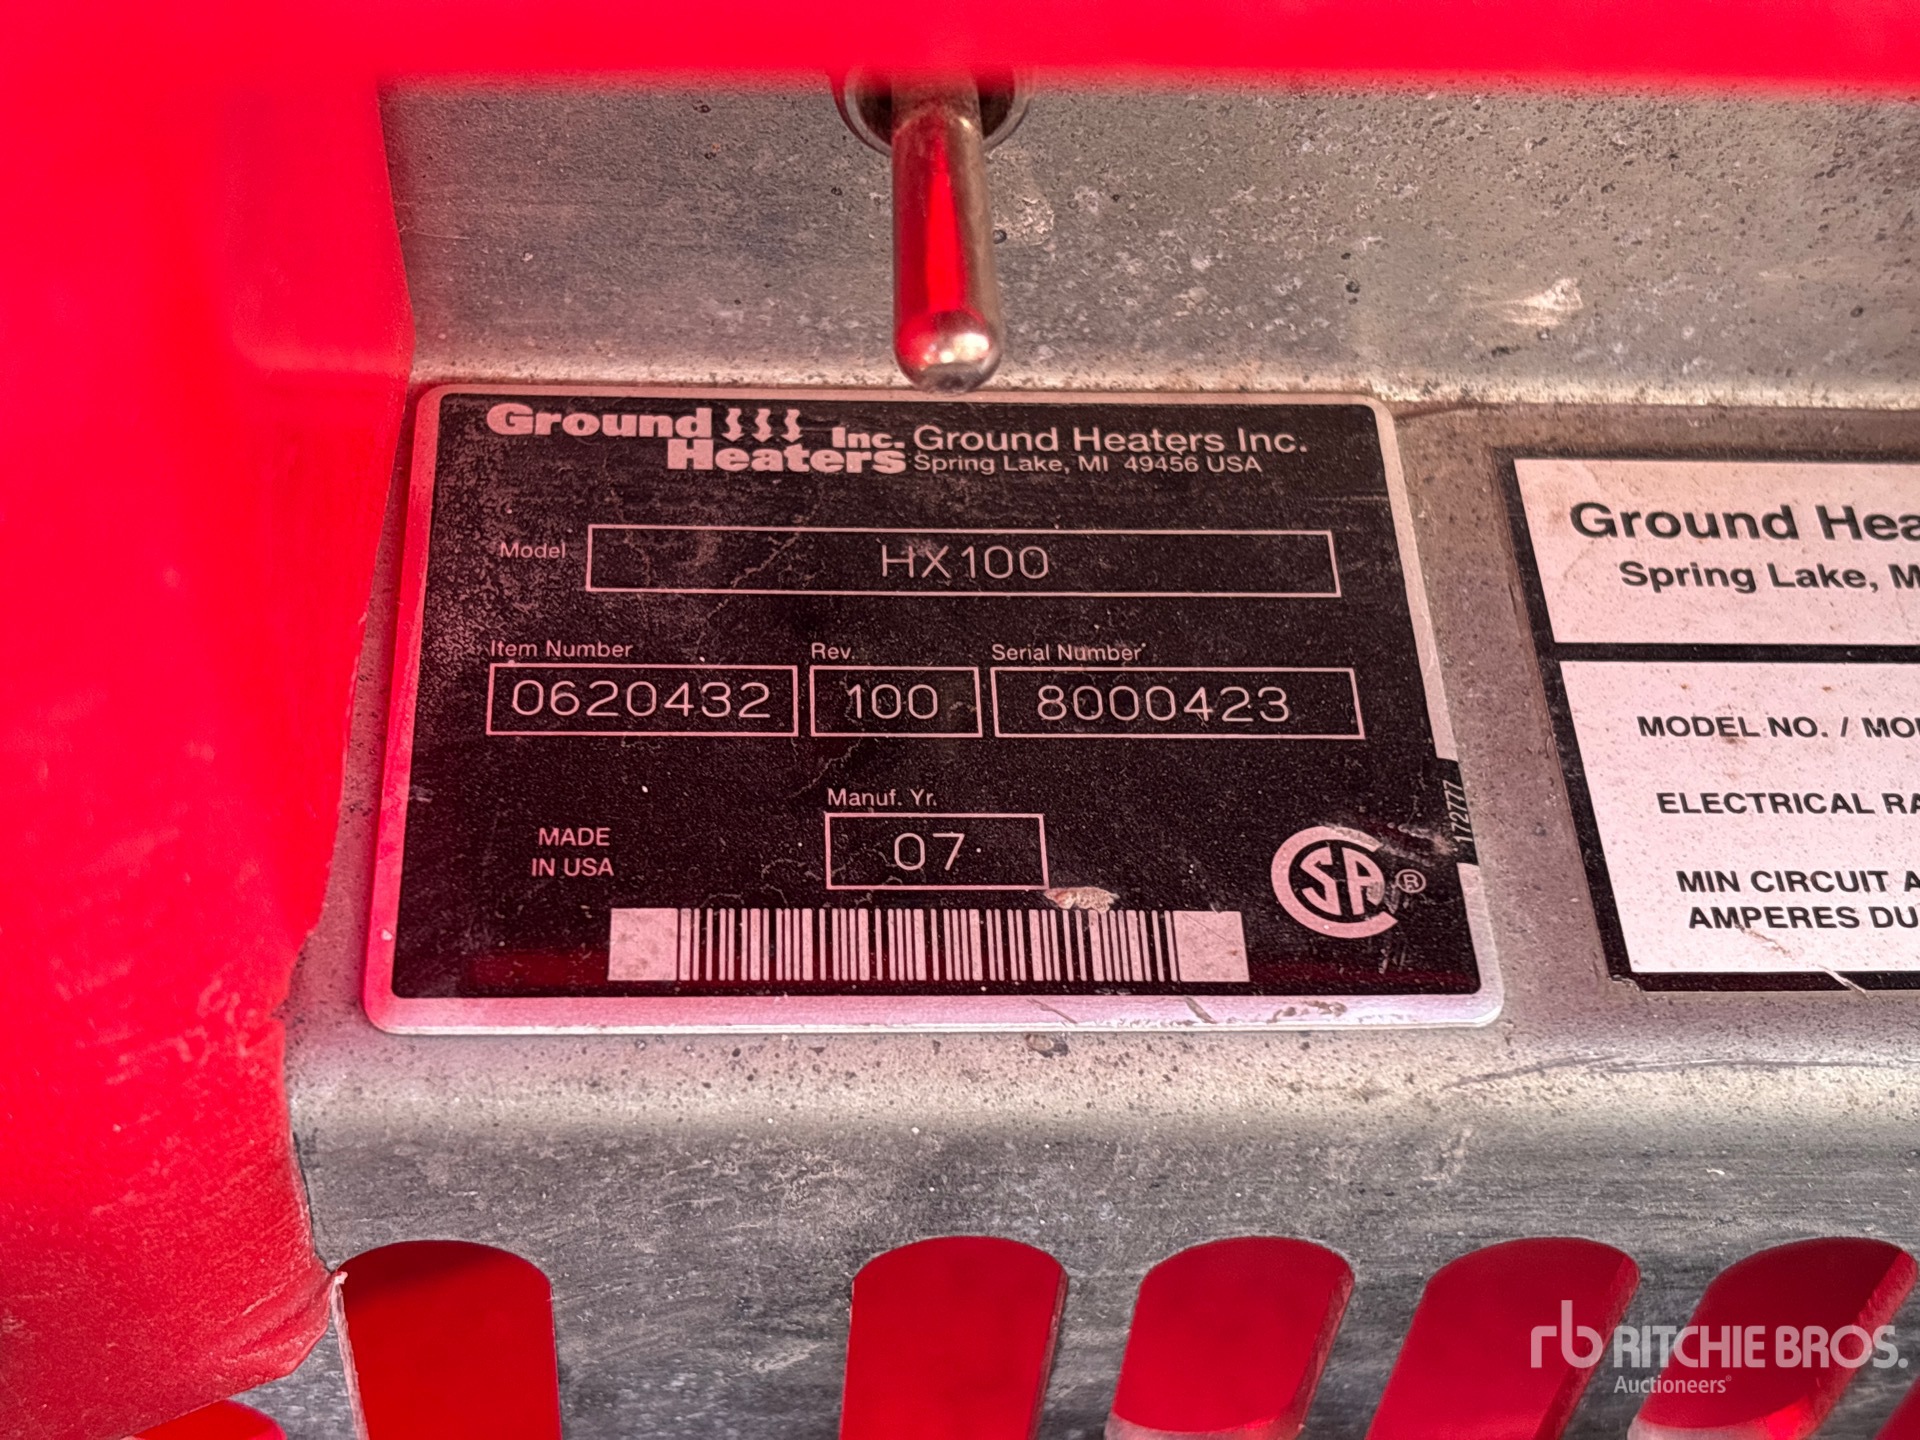 Ground Heaters Inc.
Ground Heaters Inc.
Spring Lake, MI 49456 USA
Model HX100
Item Number Rev. Serial Number
0620432 100 8000423
Manuf. Yr.
07
MADE
IN USA
CSA ®
172777
Ground Hea
Spring Lake, M
MODEL NO. / MO
ELECTRICAL RA
MIN CIRCUIT A
AMPERES DU
rb RITCHIE BROS.
Auctioneers®